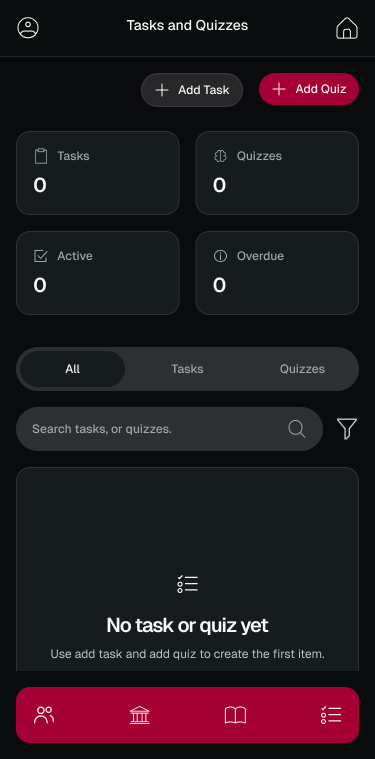 Tasks and Quizzes
Add Task
Add Quiz
Tasks
0
Quizzes
0
Active
0
Overdue
0
All
Tasks
Quizzes
Search tasks, or quizzes.
No task or quiz yet
Use add task and add quiz to create the first item.